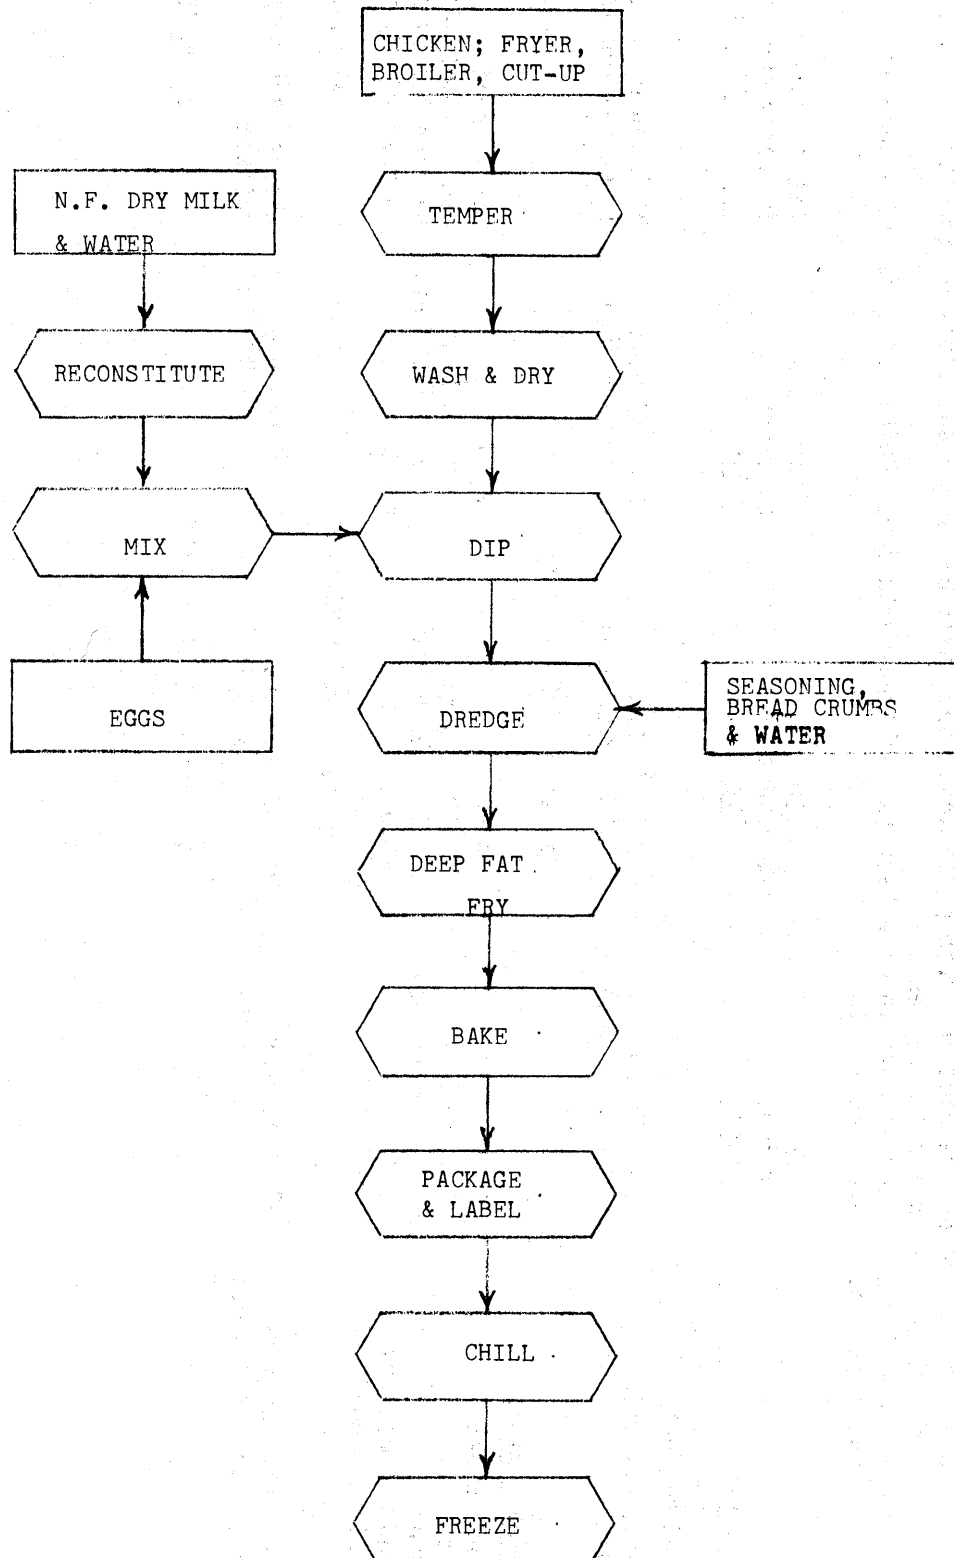 CHICKEN; FRYER,
BROILER, CUT-UP
N.F. DRY MILK
& WATER
TEMPER
RECONSTITUTE
WASH & DRY
MIX
DIP
EGGS
DREDGE
SEASONING,
BREAD CRUMBS
& WATER
DEEP FAT
FRY
BAKE
PACKAGE
& LABEL
CHILL
FREEZE